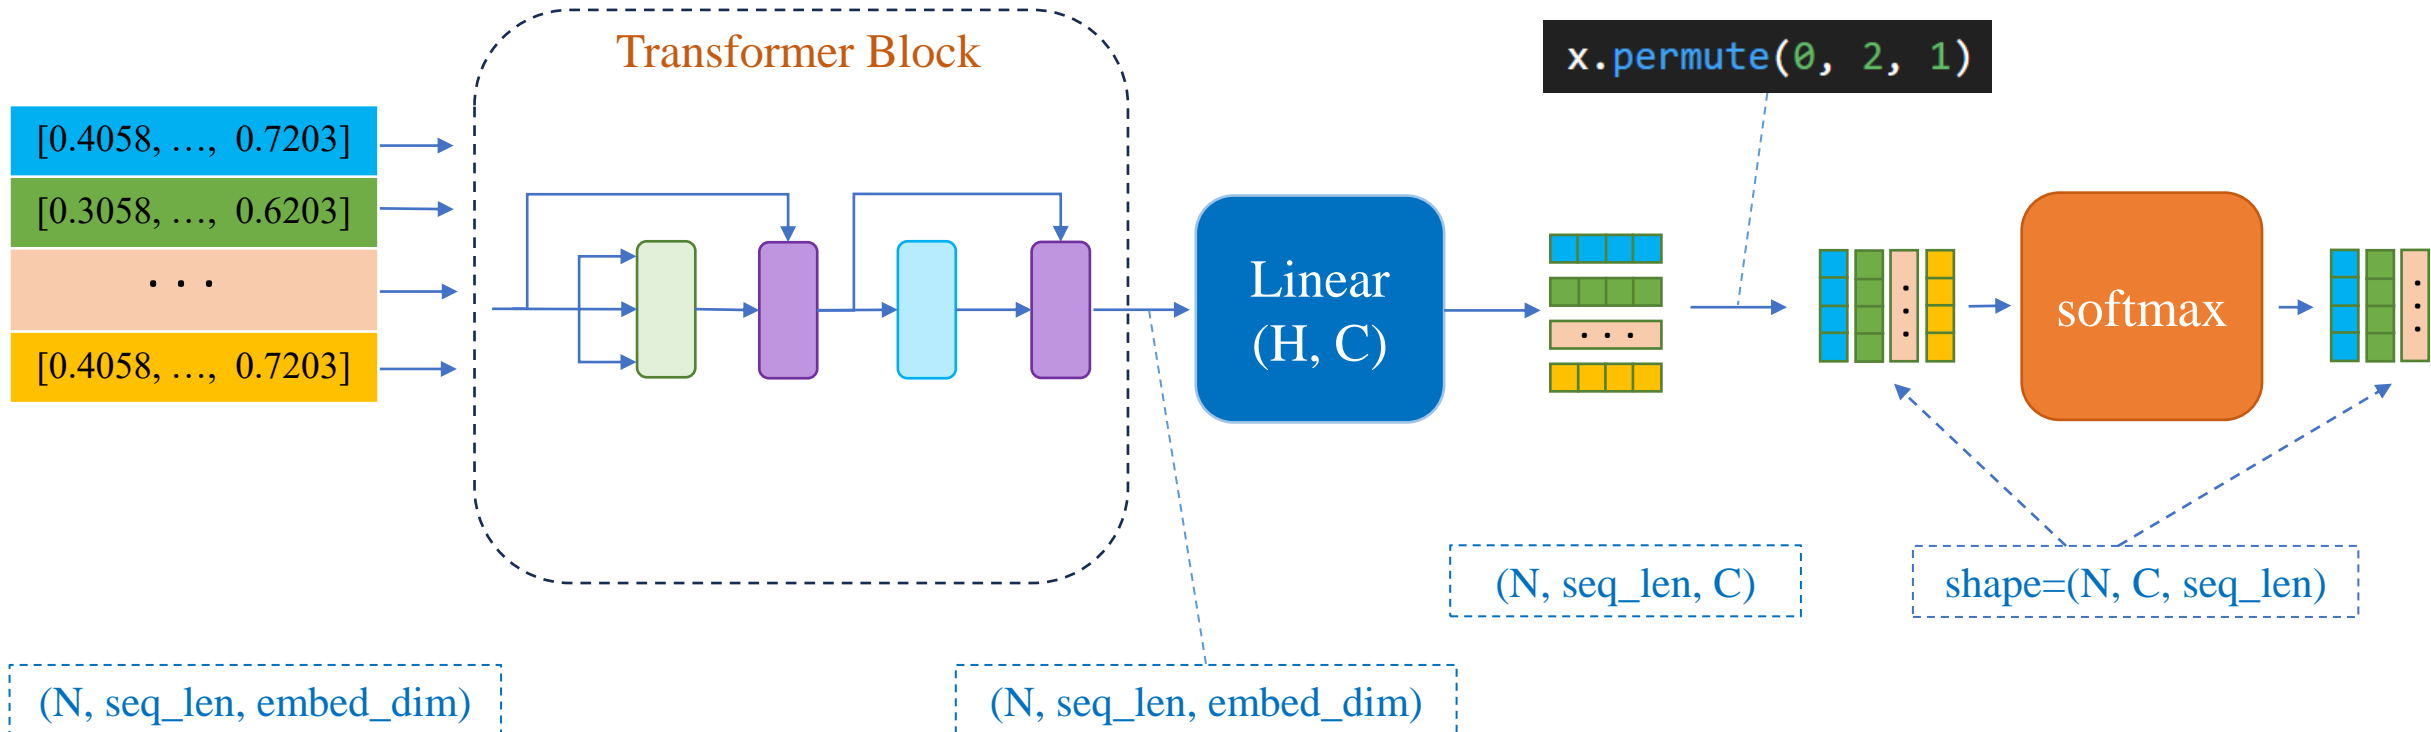 Transformer Block
x.permute(0, 2, 1)
[0.4058, …, 0.7203]
[0.3058, …, 0.6203]
. . .
[0.4058, …, 0.7203]
Linear
(H, C)
. . .
softmax
(N, seq_len, C)
shape=(N, C, seq_len)
(N, seq_len, embed_dim)
(N, seq_len, embed_dim)